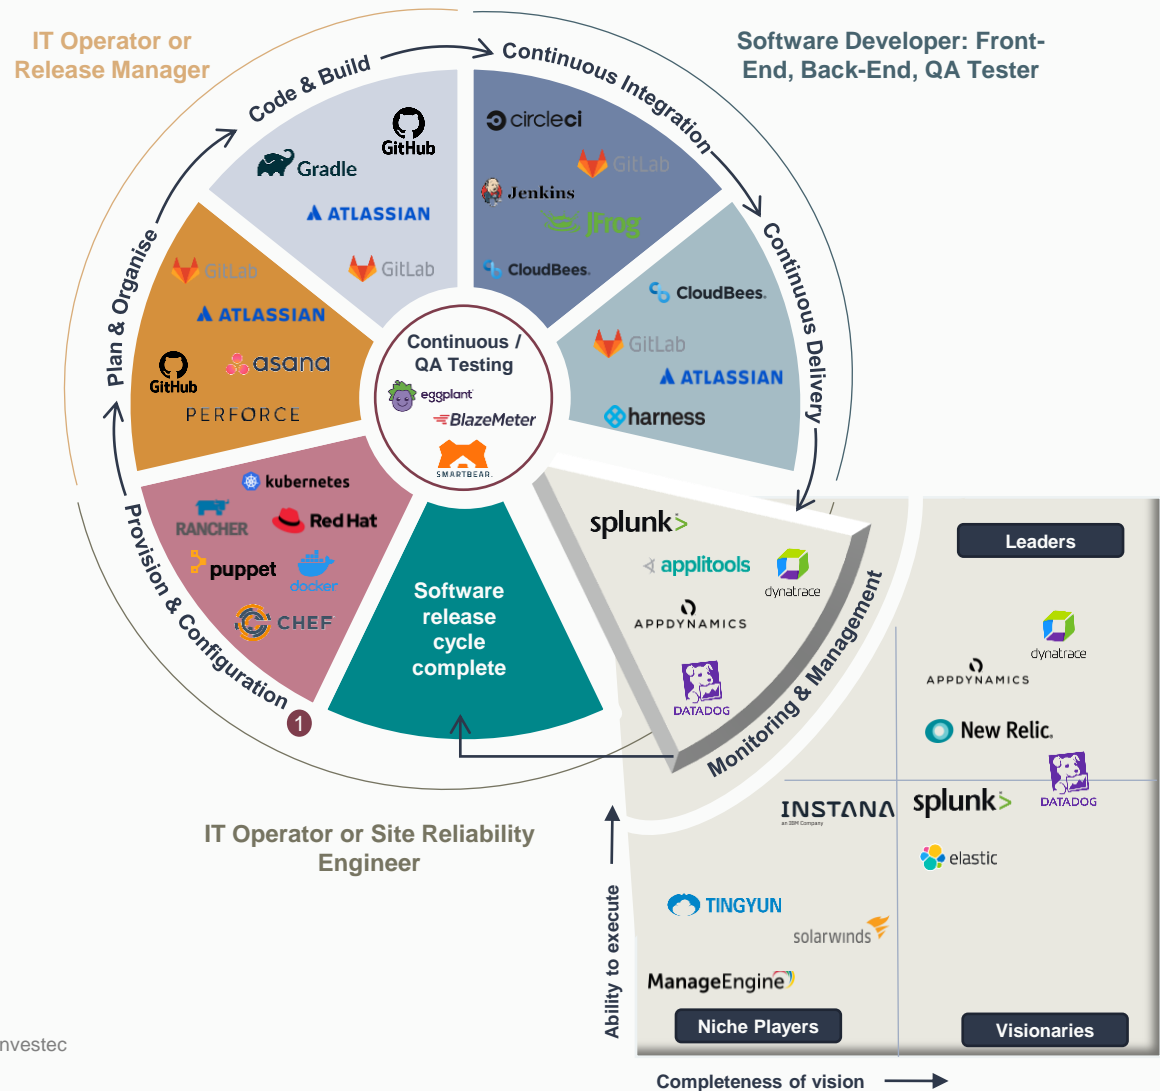 IT Operator or
Release Manager
Software Developer: Front-
End, Back-End, QA Tester
Code & Build
Continuous Integration
Continuous Delivery
Monitoring & Management
Provision & Configuration
1
Plan & Organise
GitHub
Gradle
ATLASSIAN
GitLab
circleci
GitLab
Jenkins
JFrog
CloudBees.
CloudBees.
GitLab
ATLASSIAN
harness
GitLab
ATLASSIAN
asana
GitHub
PERFORCE
Continuous /
QA Testing
eggplant
BlazeMeter
SMARTBEAR.
kubernetes
RANCHER
Red Hat
puppet
docker
CHEF
Software
release
cycle
complete
splunk>
applitools
dynatrace
APPDYNAMICS
DATADOG
IT Operator or Site Reliability
Engineer
Leaders
dynatrace
APPDYNAMICS
New Relic.
DATADOG
INSTANA
an IBM Company
splunk>
elastic
TINGYUN
solarwinds
ManageEngine
Niche Players
Visionaries
Ability to execute
Completeness of vision
nvestec